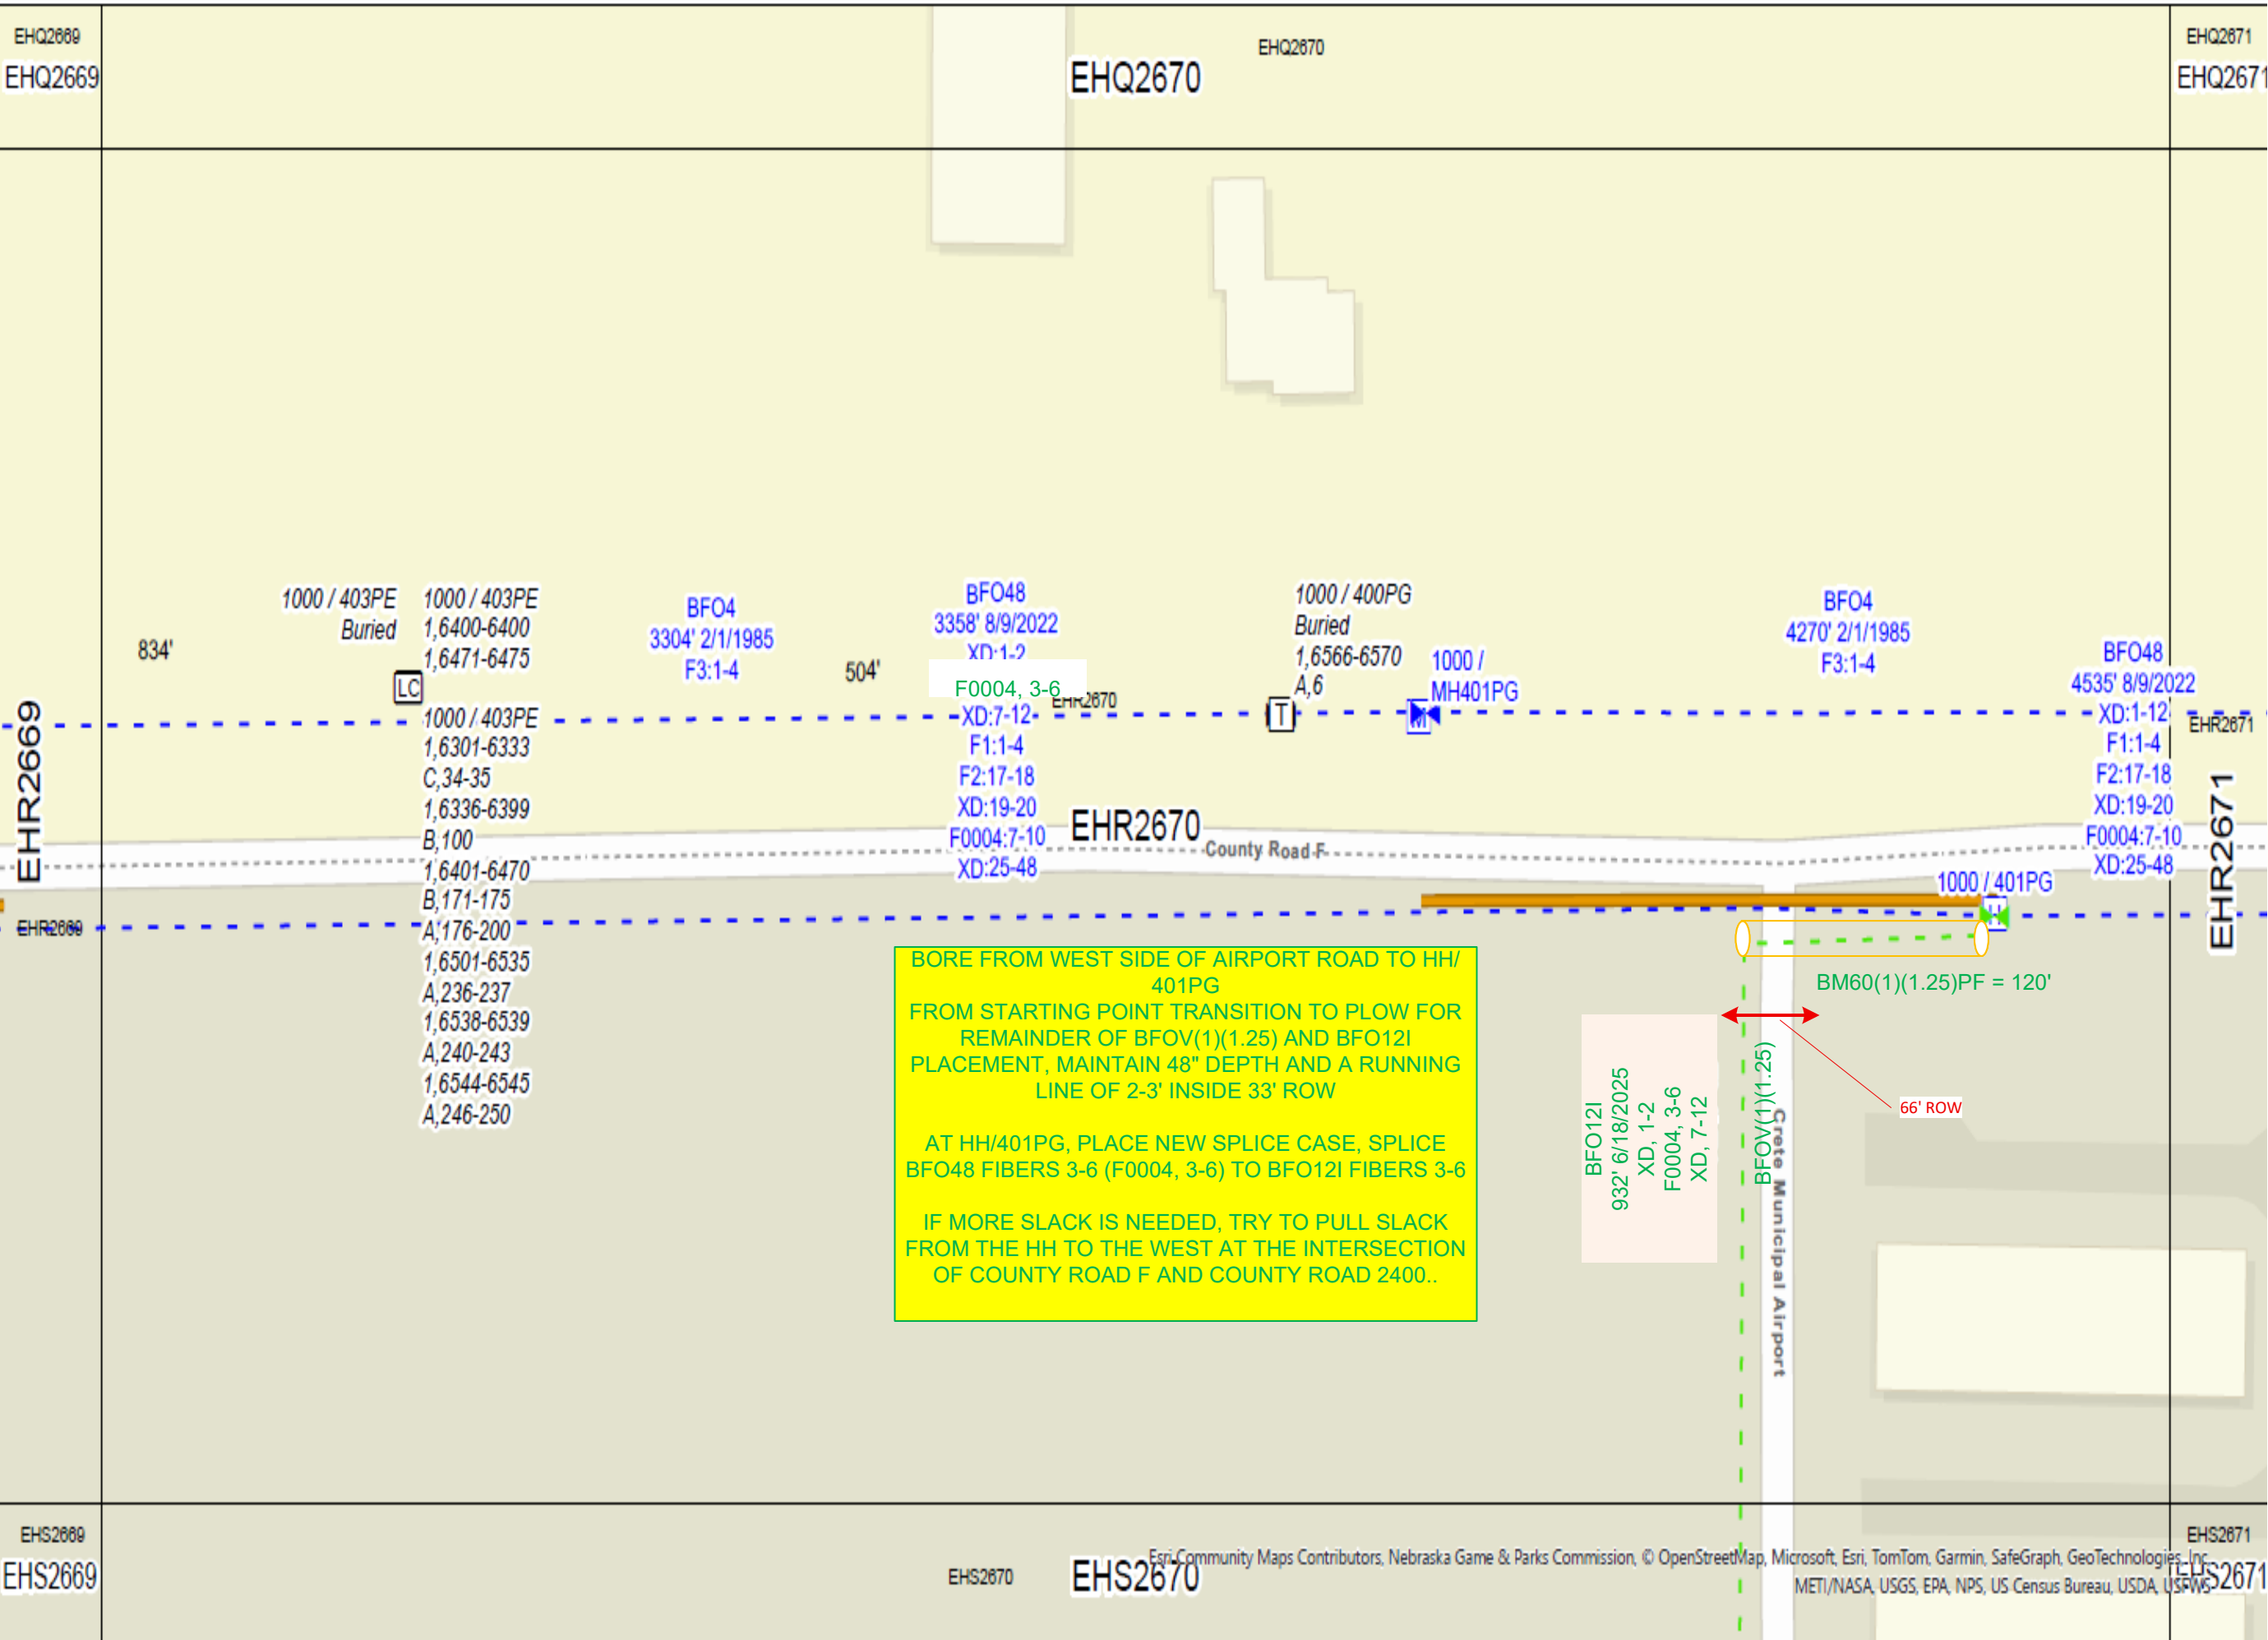 EHQ2669
EHQ2669
EHQ2670
EHQ2670
EHQ2671
EHQ2671
834'
1000 / 403PE
Buried
1000 / 403PE
1,6400-6400
1,6471-6475
LC
1000 / 403PE
1,6301-6333
C,34-35
1,6336-6399
B,100
1,6401-6470
B,171-175
A,176-200
1,6501-6535
A,236-237
1,6538-6539
A,240-243
1,6544-6545
A,246-250
BFO4
3304' 2/1/1985
F3:1-4
504'
BFO48
3358' 8/9/2022
XD:1-2
F0004, 3-6
XD:7-12
F1:1-4
F2:17-18
XD:19-20
F0004:7-10
XD:25-48
EHR2670
EHR2670
1000 / 400PG
Buried
1,6566-6570
A,6
T
1000 /
MH401PG
M
BFO4
4270' 2/1/1985
F3:1-4
BFO48
4535' 8/9/2022
XD:1-12
F1:1-4
F2:17-18
XD:19-20
F0004:7-10
XD:25-48
EHR2671
EHR2671
EHR2669
EHR2669
County Road F
1000 / 401PG
H
BORE FROM WEST SIDE OF AIRPORT ROAD TO HH/
401PG
FROM STARTING POINT TRANSITION TO PLOW FOR
REMAINDER OF BFOV(1)(1.25) AND BFO12I
PLACEMENT, MAINTAIN 48" DEPTH AND A RUNNING
LINE OF 2-3' INSIDE 33' ROW
AT HH/401PG, PLACE NEW SPLICE CASE, SPLICE
BFO48 FIBERS 3-6 (F0004, 3-6) TO BFO12I FIBERS 3-6
IF MORE SLACK IS NEEDED, TRY TO PULL SLACK
FROM THE HH TO THE WEST AT THE INTERSECTION
OF COUNTY ROAD F AND COUNTY ROAD 2400..
BM60(1)(1.25)PF = 120'
BFO12I
932' 6/18/2025
XD, 1-2
F0004, 3-6
XD, 7-12
BFOV(1)(1.25)
66' ROW
Crete Municipal Airport
EHS2669
EHS2669
EHS2670
EHS2670
EHS2671
EHS2671
Esri Community Maps Contributors, Nebraska Game & Parks Commission, © OpenStreetMap, Microsoft, Esri, TomTom, Garmin, SafeGraph, GeoTechnologies, Inc,
METI/NASA, USGS, EPA, NPS, US Census Bureau, USDA, USFWS